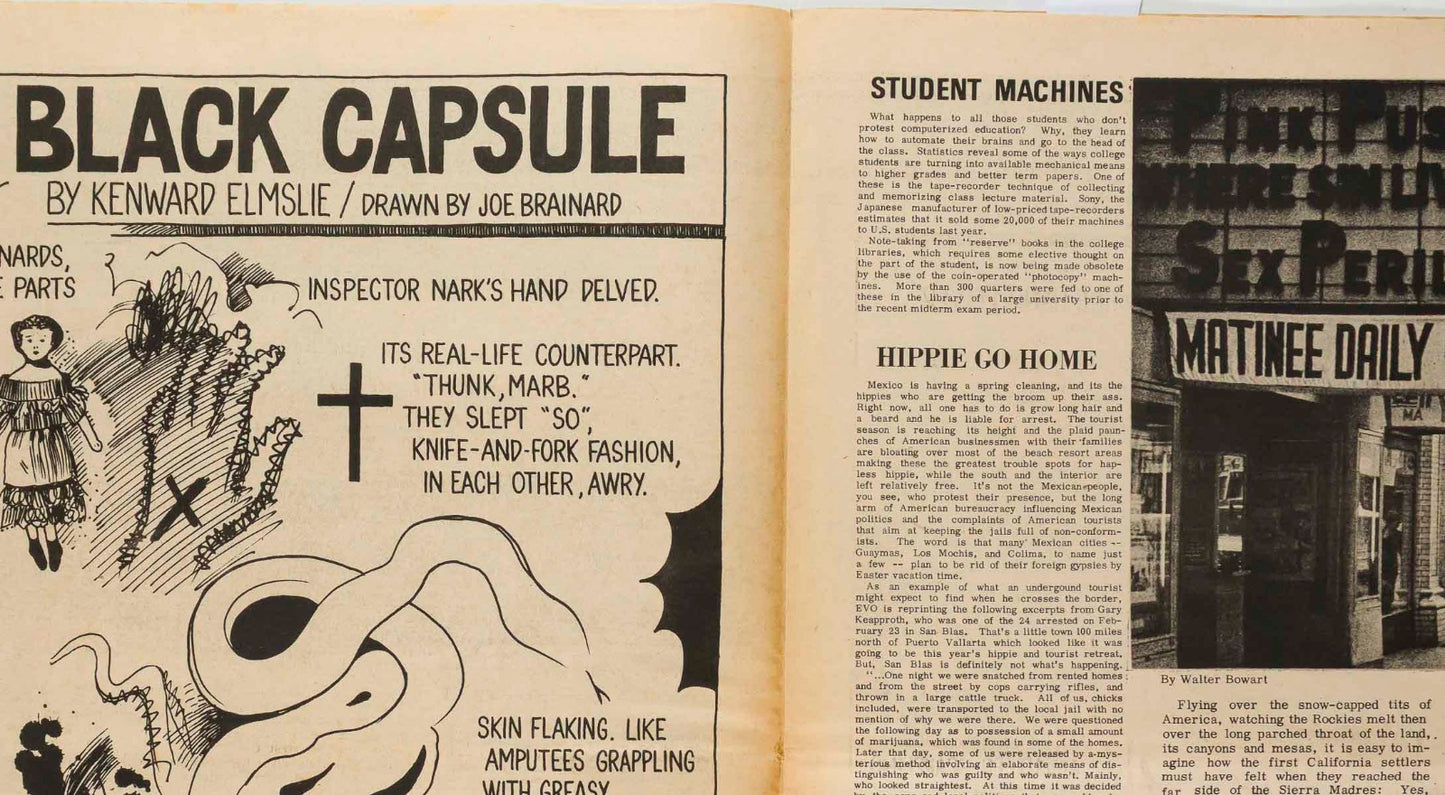 BLACK CAPSULE
BY KENWARD ELMSLIE / DRAWN BY JOE BRAINARD
NARDS,
PARTS
INSPECTOR NARK'S HAND DELVED.
ITS REAL-LIFE COUNTERPART.
"THUNK, MARB."
THEY SLEPT "SO",
KNIFE-AND-FORK FASHION,
IN EACH OTHER, AWRY.
SKIN FLAKING. LIKE
AMPUTEES GRAPPLING
WITH GREASY
STUDENT MACHINES
What happens to all those students who don't
protest computerized education? Why, they learn
how to automate their brains and go to the head of
the class. Statistics reveal some of the ways college
students are turning into available mechanical means
to higher grades and better term papers. One of
these is the tape-recorder technique of collecting
and memorizing class lecture material. Sony, the
Japanese manufacturer of low-priced tape-recorders
estimates that it sold some 20,000 of their machines
to U.S. students last year.
Note-taking from "reserve" books in the college
libraries, which requires some elective thought on
the part of the student, is now being made obsolete
by the use of the coin-operated "photocopy" mach-
ines. More than 300 quarters were fed to one of
these in the library of a large university prior to
the recent midterm exam period.
HIPPIE GO HOME
Mexico is having a spring cleaning, and its the
hippies who are getting the broom up their ass.
Right now, all one has to do is grow long hair and
a beard and he is liable for arrest. The tourist
season is reaching its height and the plaid paun-
ches of American businessmen with their families
are bloating over most of the beach resort areas
making these the greatest trouble spots for hap-
less hippie, while the south and the interior are
left relatively free. It's not the Mexican people,
you see, who protest their presence, but the long
arm of American bureaucracy influencing Mexican
politics and the complaints of American tourists
that aim at keeping the jails full of non-conform-
ists. The word is that many Mexican cities --
Guaymas, Los Mochis, and Colima, to name just
a few -- plan to be rid of their foreign gypsies by
Easter vacation time.
As an example of what an undergound tourist
might expect to find when he crosses the border,
EVO is reprinting the following excerpts from Gary
Keapproth, who was one of the 24 arrested on Feb-
ruary 23 in San Blas. That's a little town 100 miles
north of Puerto Vallarta which looked like it was
going to be this year's hippie and tourist retreat.
But, San Blas is definitely not what's happening.
"...One night we were snatched from rented homes
and from the street by cops carrying rifles, and
thrown in a large cattle truck. All of us, chicks
included, were transported to the local jail with no
mention of why we were there. We were questioned
the following day as to possession of a small amount
of marijuana, which was found in some of the homes.
Later that day, some of us were released by a mys-
terious method involving an elaborate means of dis-
tinguishing who was guilty and who wasn't. Mainly,
who looked straightest. At this time it was decided
PINK PUS
WHERE SIN LIV
SEX PERIL
MATINEE DAILY
MA
By Walter Bowart
Flying over the snow-capped tits of
America, watching the Rockies melt then
over the long parched throat of the land,
its canyons and mesas, it is easy to im-
agine how the first California settlers
must have felt when they reached the
far side of the Sierra Madres: Yes,